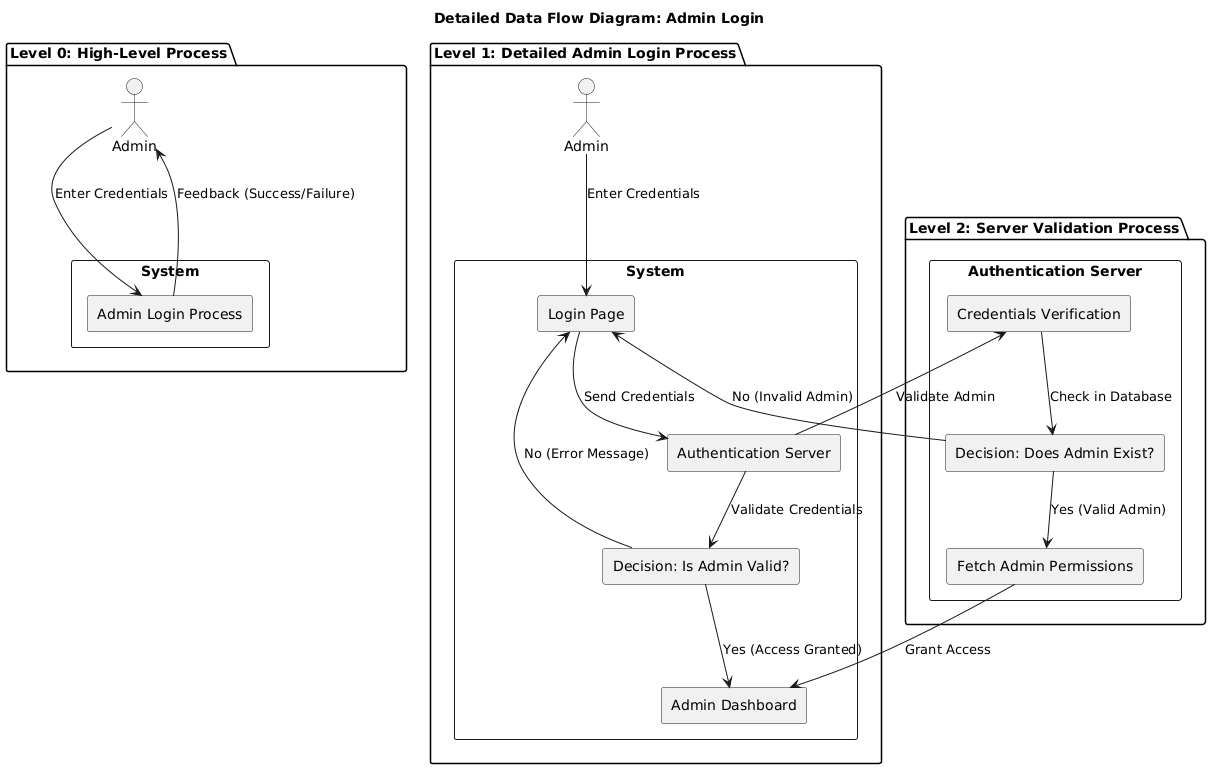 Detailed Data Flow Diagram: Admin Login
Level 0: High-Level Process
Admin
Enter Credentials
Feedback (Success/Failure)
System
Admin Login Process
Level 1: Detailed Admin Login Process
Admin
Enter Credentials
System
Login Page
Send Credentials
No (Invalid Admin)
Validate Admin
Authentication Server
No (Error Message)
Validate Credentials
Decision: Is Admin Valid?
Yes (Access Granted)
Admin Dashboard
Level 2: Server Validation Process
Authentication Server
Credentials Verification
Check in Database
Decision: Does Admin Exist?
Yes (Valid Admin)
Fetch Admin Permissions
Grant Access